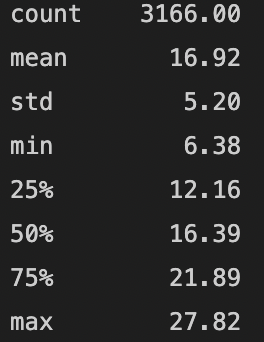 count 3166.00
mean 16.92
std 5.20
min 6.38
25% 12.16
50% 16.39
75% 21.89
max 27.82